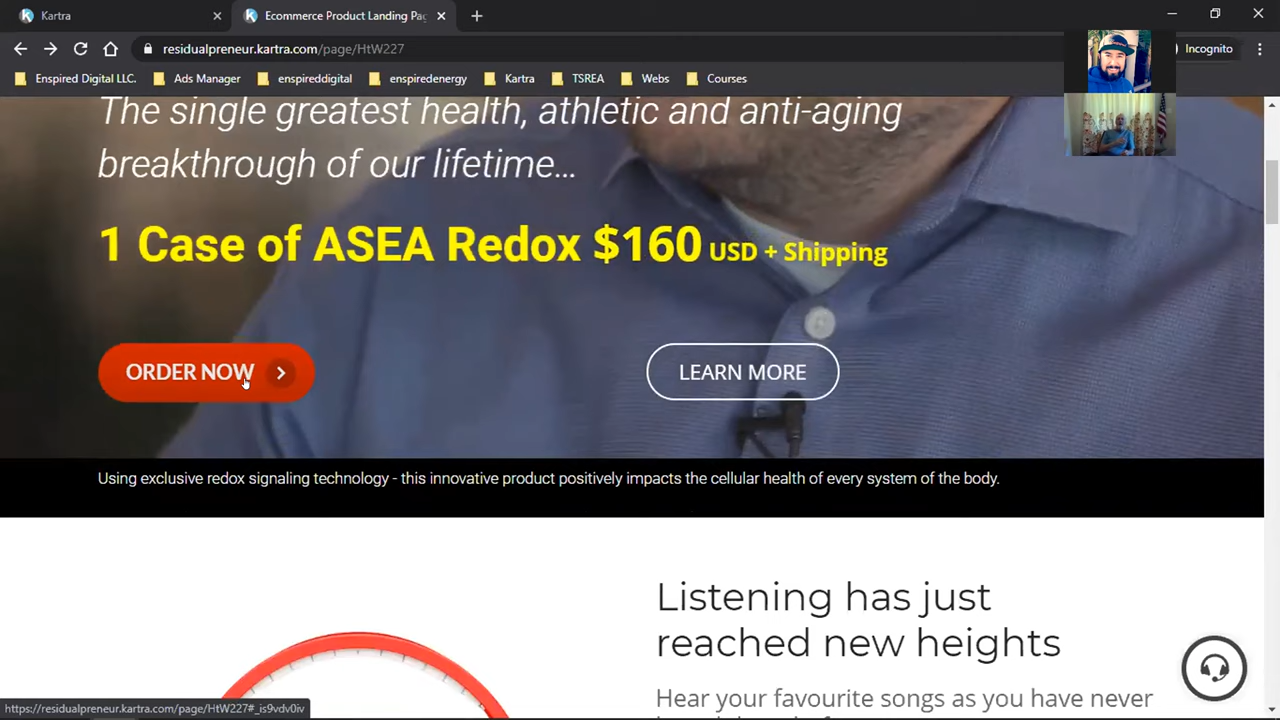 Kartra
Ecommerce Product Landing Pag
residualpreneur.kartra.com/page/HtW227
Incognito
Enspired Digital LLC.
Ads Manager
enspireddigital
enspiredenergy
Kartra
TSREA
Webs
Courses
The single greatest health, athletic and anti-aging
breakthrough of our lifetime...
1 Case of ASEA Redox $160 USD + Shipping
ORDER NOW
LEARN MORE
Using exclusive redox signaling technology - this innovative product positively impacts the cellular health of every system of the body.
Listening has just
reached new heights
Hear your favourite songs as you have never
https://residualpreneur.kartra.com/page/HtW227#_is9vdv0iv